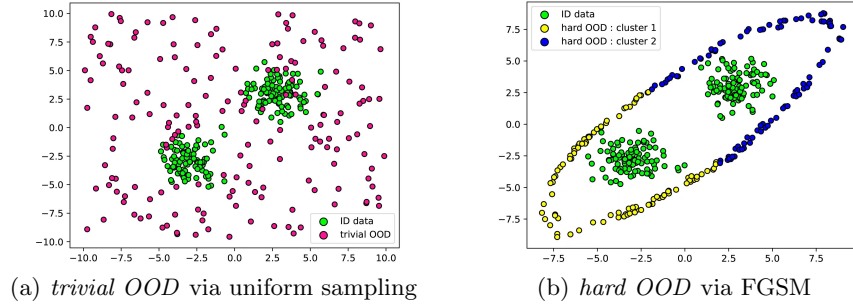 10.0
7.5
5.0
2.5
0.0
−2.5
−5.0
−7.5
−10.0
−10.0 −7.5 −5.0 −2.5 0.0 2.5 5.0 7.5 10.0
ID data
trivial OOD
(a) trivial OOD via uniform sampling
ID data
hard OOD : cluster 1
hard OOD : cluster 2
7.5
5.0
2.5
0.0
−2.5
−5.0
−7.5
−7.5 −5.0 −2.5 0.0 2.5 5.0 7.5
(b) hard OOD via FGSM